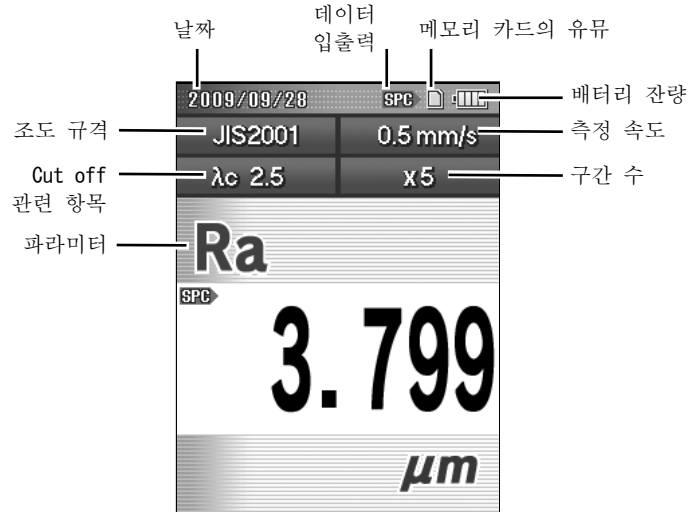 날짜
데이터
입출력
메모리 카드의 유뮤
2009/09/28
SPC
배터리 잔량
조도 규격
JIS2001
0.5 mm/s
측정 속도
Cut off
관련 항목
λc 2.5
x5
구간 수
파라미터
Ra
SPC
3.799
μm